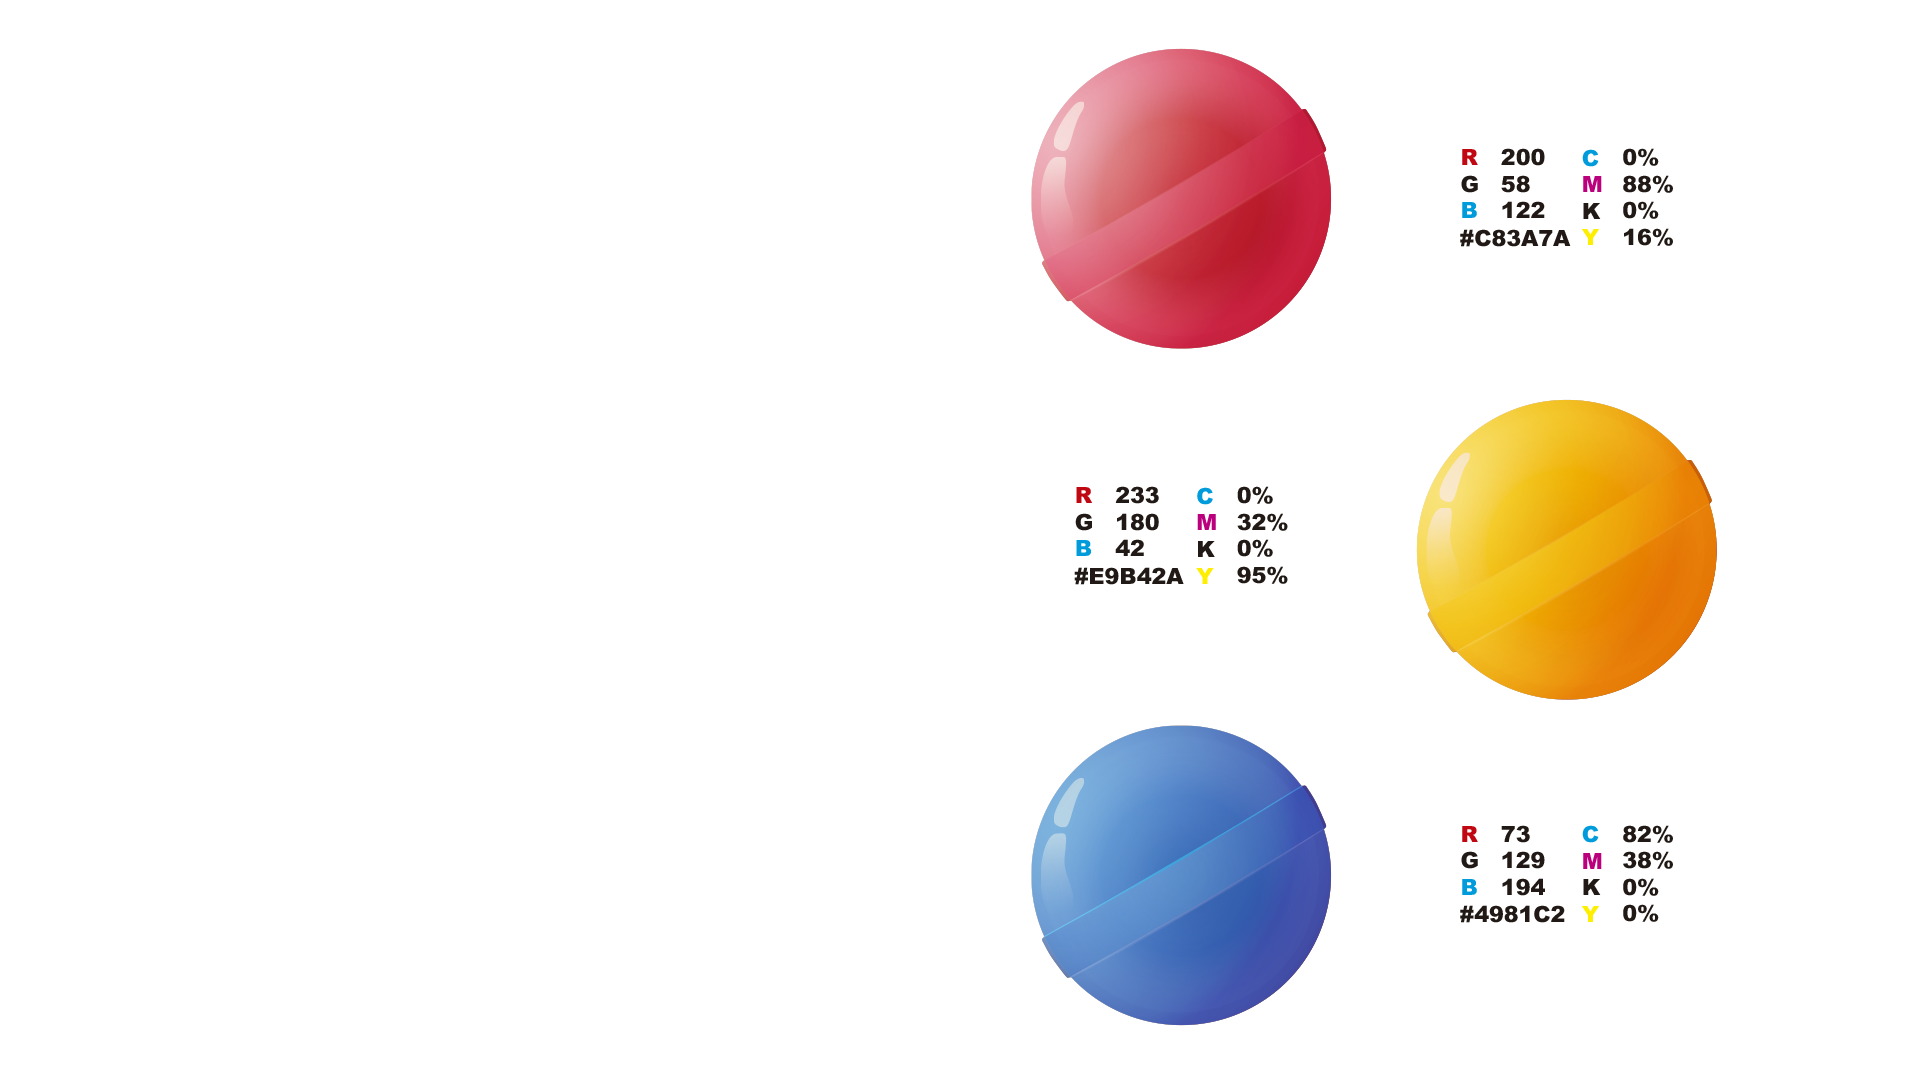 R 200 C 0%
G 58 M 88%
B 122 K 0%
#C83A7A Y 16%
R 233 C 0%
G 180 M 32%
B 42 K 0%
#E9B42A Y 95%
R 73 C 82%
G 129 M 38%
B 194 K 0%
#4981C2 Y 0%